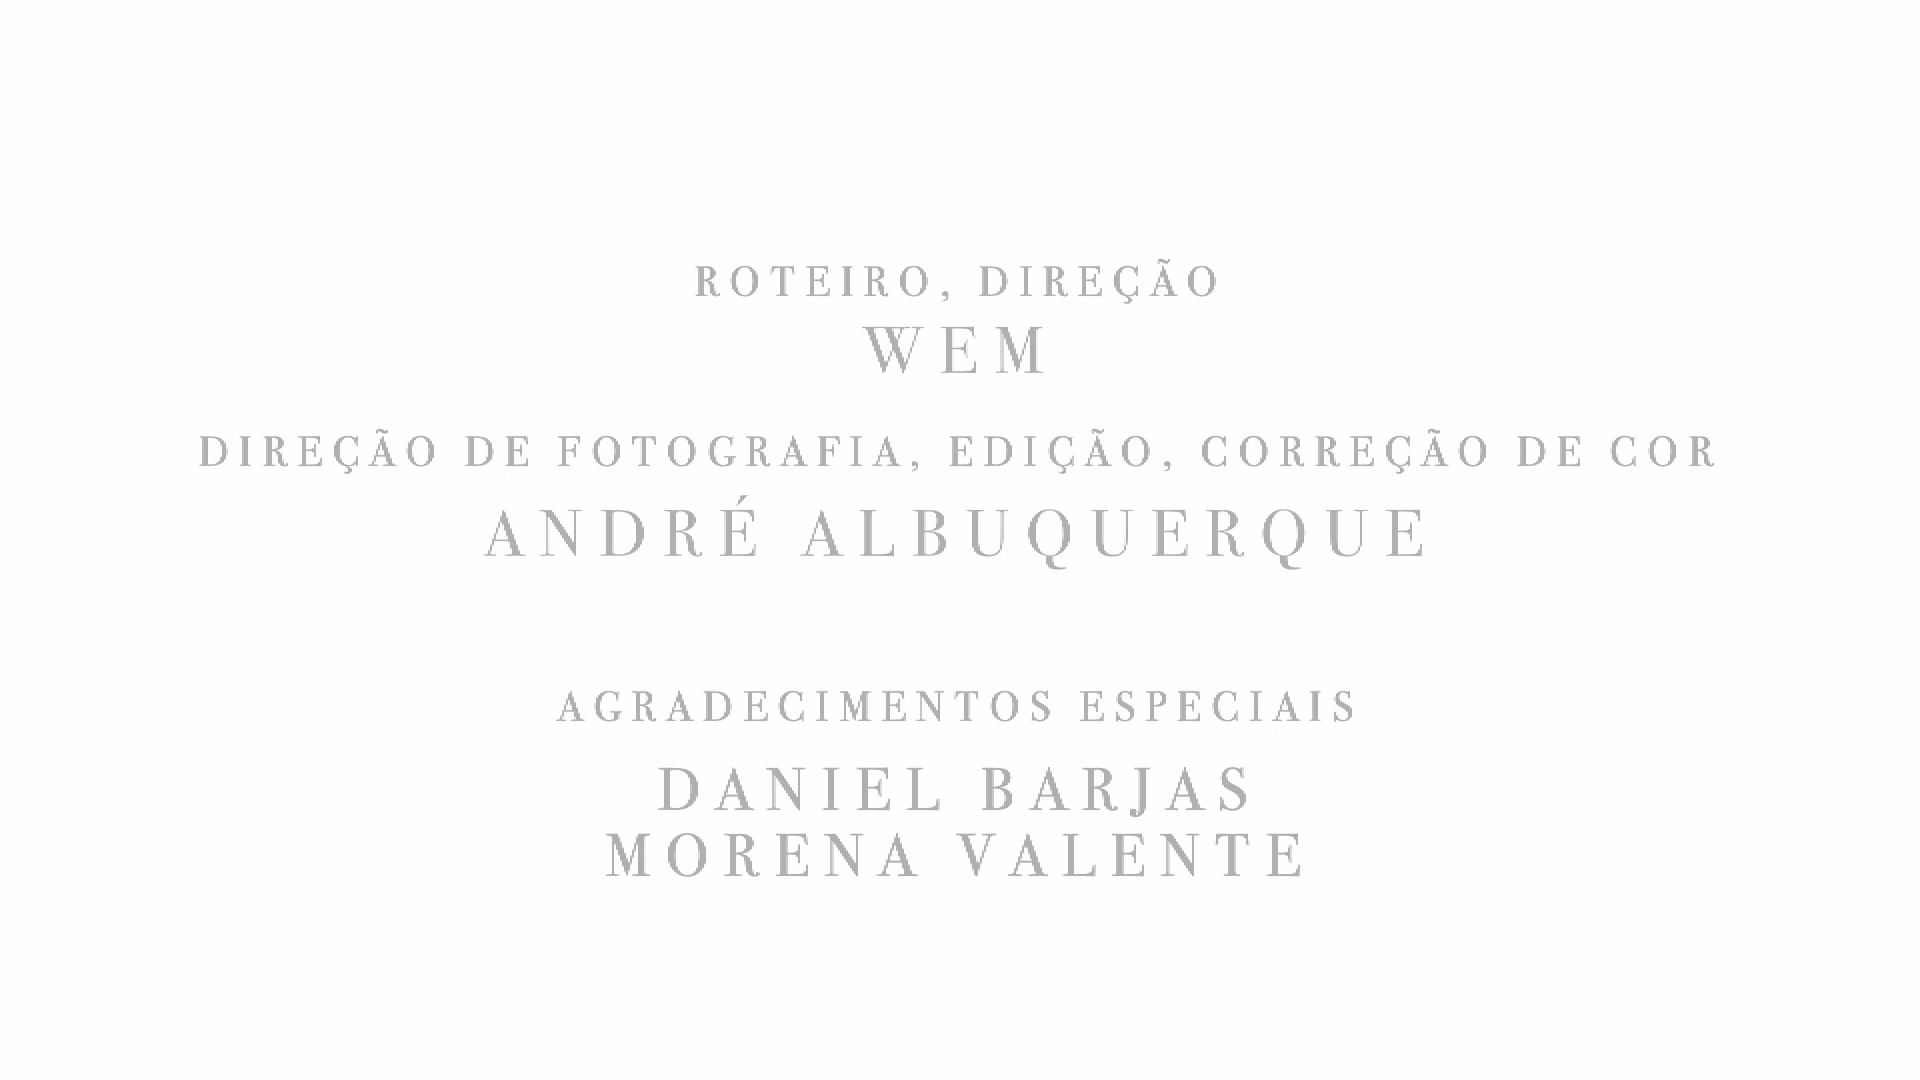 ROTEIRO, DIREÇÃO
WEM
DIREÇÃO DE FOTOGRAFIA, EDIÇÃO, CORREÇÃO DE COR
ANDRÉ ALBUQUERQUE
AGRADECIMENTOS ESPECIAIS
DANIEL BARJAS
MORENA VALENTE